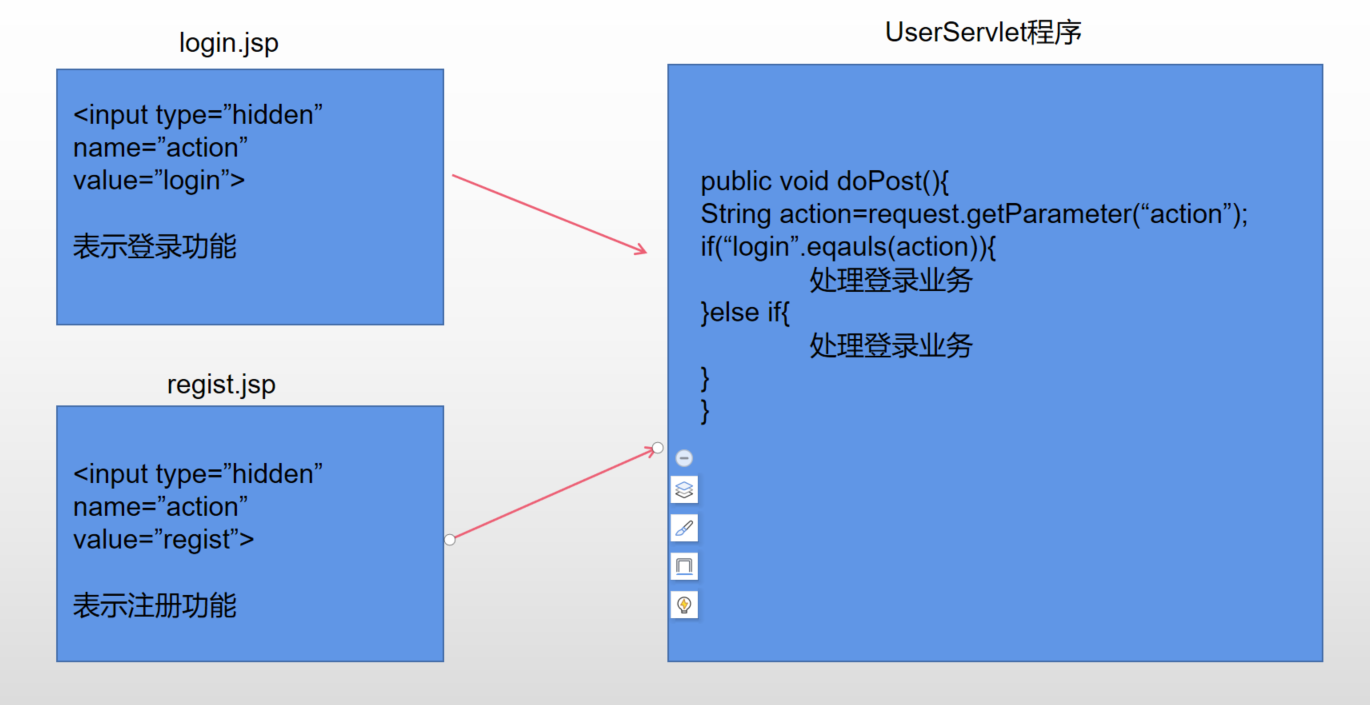 login.jsp
<input type=”hidden”
name=”action”
value=”login”>
表示登录功能
regist.jsp
<input type=”hidden”
name=”action”
value=”regist”>
表示注册功能
UserServlet程序
public void doPost(){
String action=request.getParameter(“action”);
if(“login”.eqauls(action)){
处理登录业务
}else if{
处理登录业务
}
}